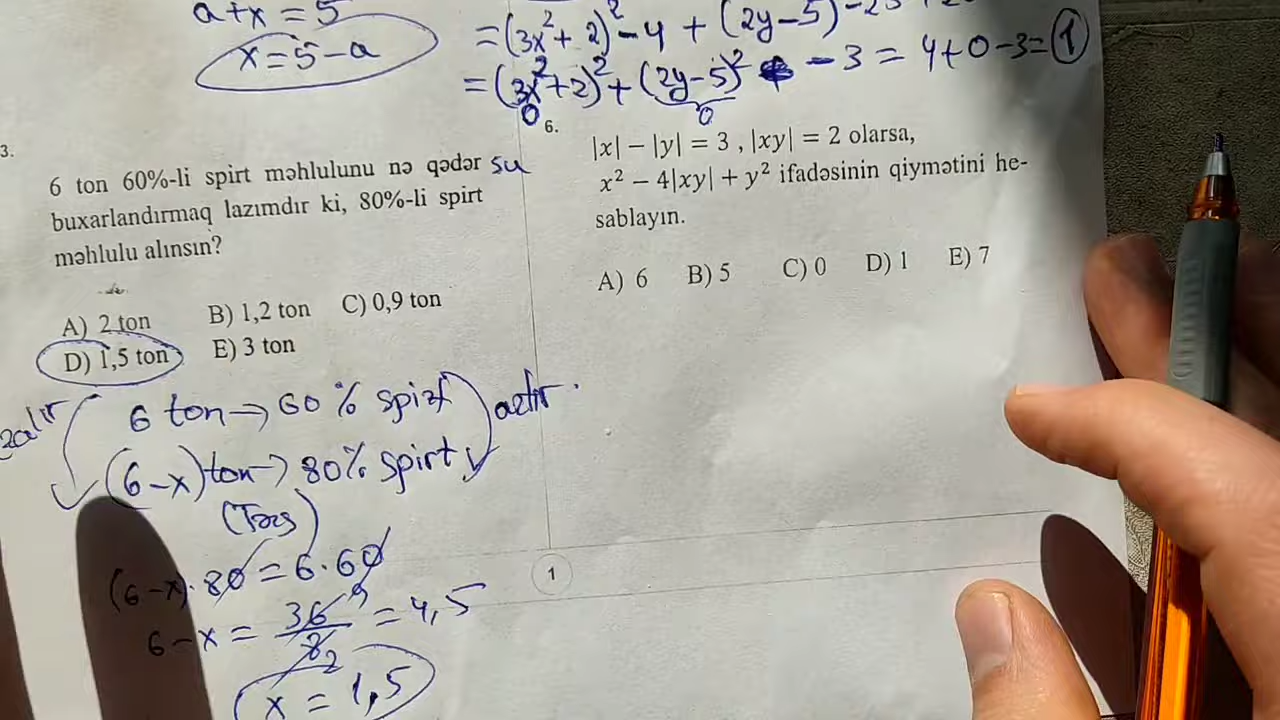 a+x = 5
x = 5 - a
= (3x² + 2)² - 4 + (2y - 5)
= (3x² + 2)² + (2y - 5)² - 3 = 4 + 0 - 3 = 1
0
0
3.
6 ton 60%-li spirt məhlulunu nə qədər su
buxarlandırmaq lazımdır ki, 80%-li spirt
məhlulu alınsın?
A) 2 ton B) 1,2 ton C) 0,9 ton
D) 1,5 ton E) 3 ton
6 ton → 60% spirt
(6-x) ton → 80% spirt
(Tərs)
(6-x)·80 = 6·60
6-x = 36/8 = 4,5
9
2
x = 1,5
6.
|x| − |y| = 3 , |xy| = 2 olarsa,
x² − 4|xy| + y² ifadəsinin qiymətini he-
sablayın.
A) 6 B) 5 C) 0 D) 1 E) 7
1